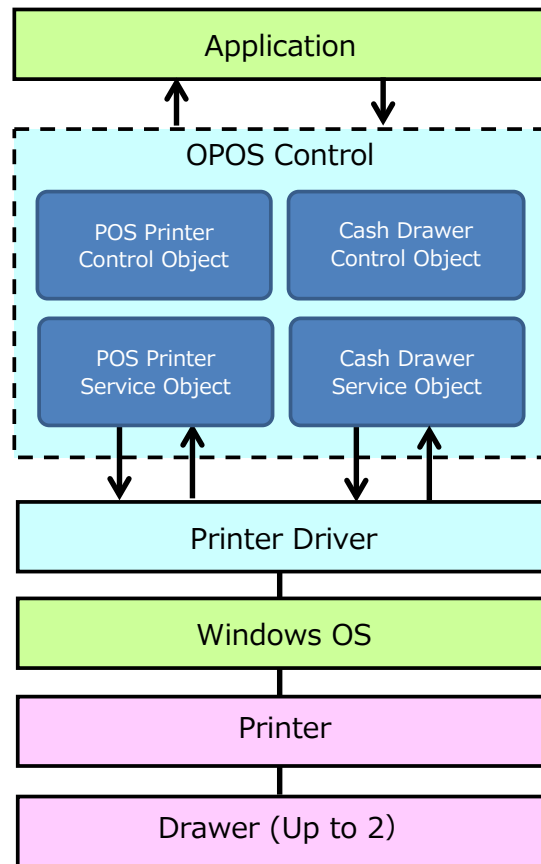 Application
OPOS Control
POS Printer
Control Object
Cash Drawer
Control Object
POS Printer
Service Object
Cash Drawer
Service Object
Printer Driver
Windows OS
Printer
Drawer (Up to 2）